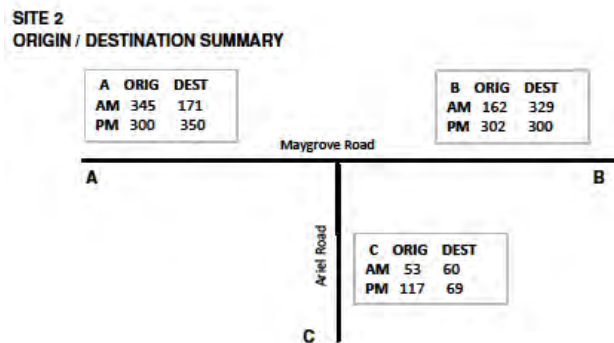 SITE 2
ORIGIN / DESTINATION SUMMARY
A ORIG DEST
AM 345 171
PM 300 350
B ORIG DEST
AM 162 329
PM 302 300
Maygrove Road
A
B
Ariel Road
C ORIG DEST
AM 53 60
PM 117 69
C